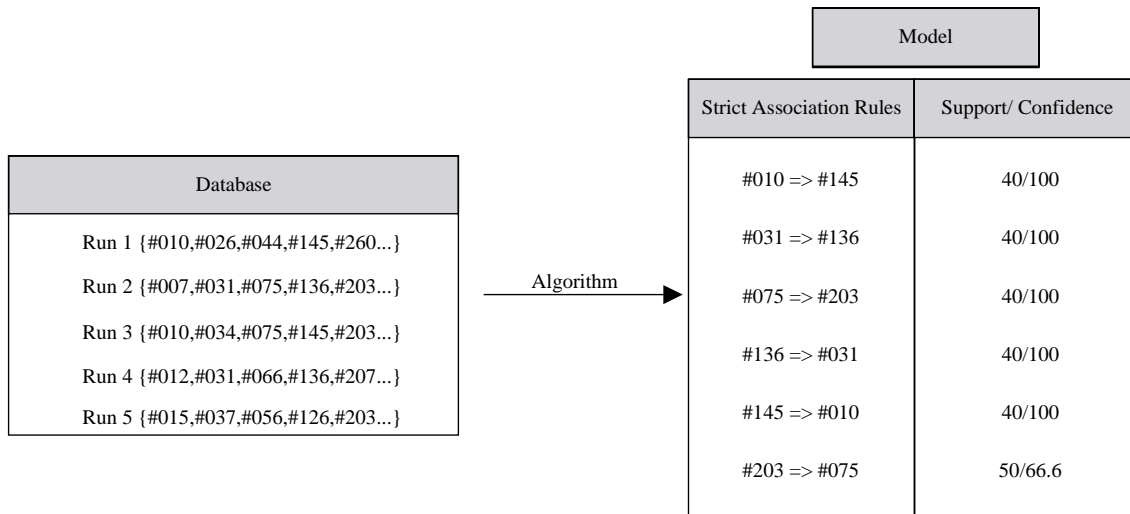 Model
Strict Association Rules Support/ Confidence
#010 => #145 40/100
#031 => #136 40/100
#075 => #203 40/100
#136 => #031 40/100
#145 => #010 40/100
#203 => #075 50/66.6
Database
Run 1 {#010,#026,#044,#145,#260...}
Run 2 {#007,#031,#075,#136,#203...}
Run 3 {#010,#034,#075,#145,#203...}
Run 4 {#012,#031,#066,#136,#207...}
Run 5 {#015,#037,#056,#126,#203...}
Algorithm